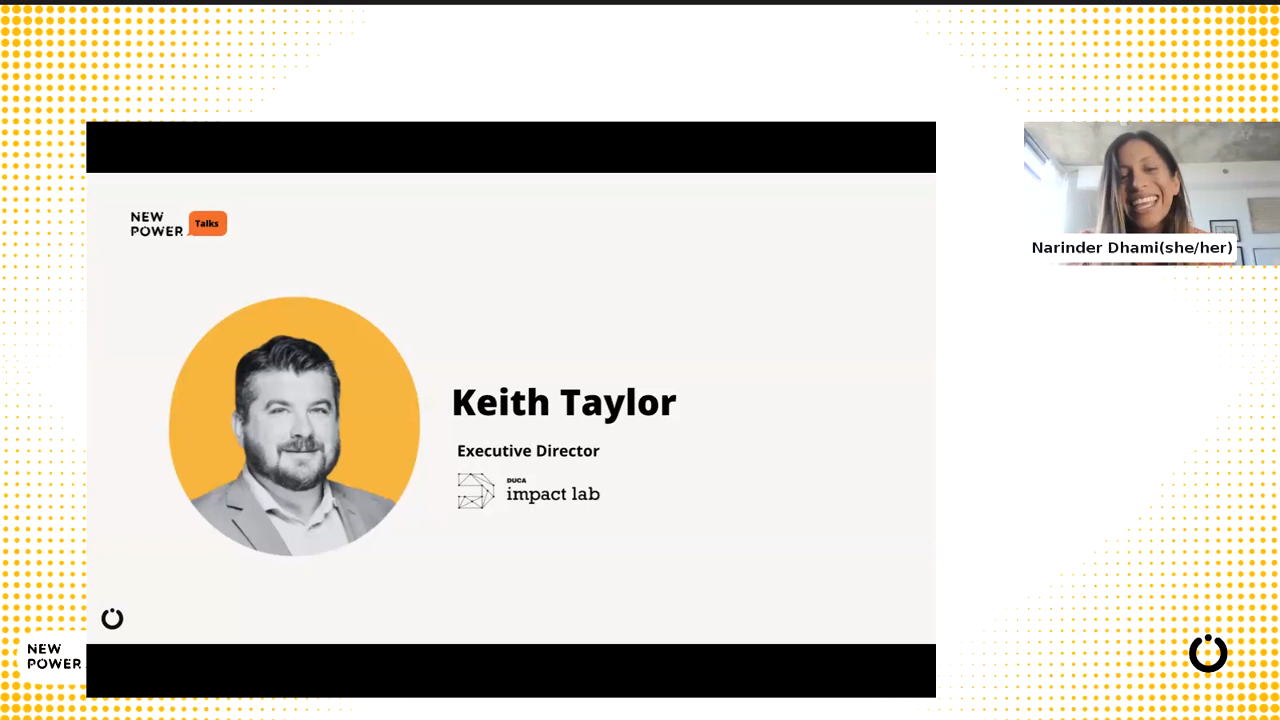 NEW
POWER
Talks
Keith Taylor
Executive Director
DUCA
impact lab
Narinder Dhami(she/her)
NEW
POWER